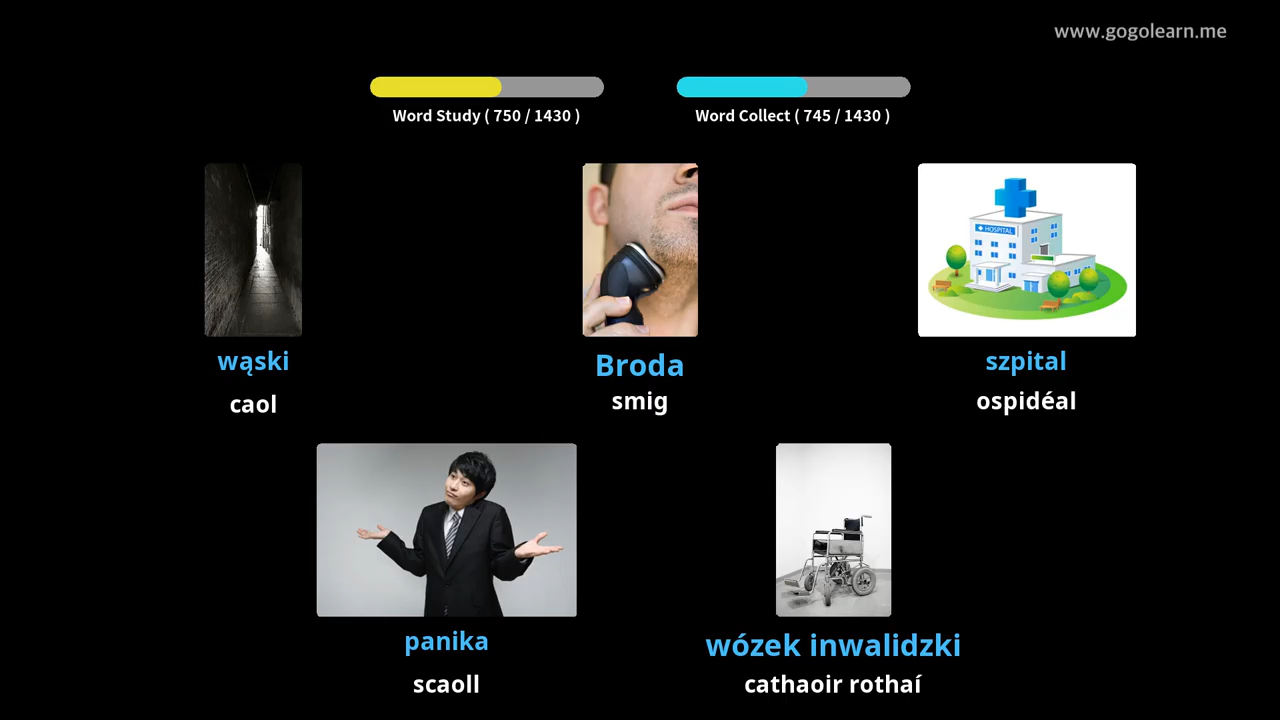 www.gogolearn.me
Word Study ( 750 / 1430 )
Word Collect ( 745 / 1430 )
HOSPITAL
wąski
caol
Broda
smig
szpital
ospidéal
panika
scaoll
wózek inwalidzki
cathaoir rothaí